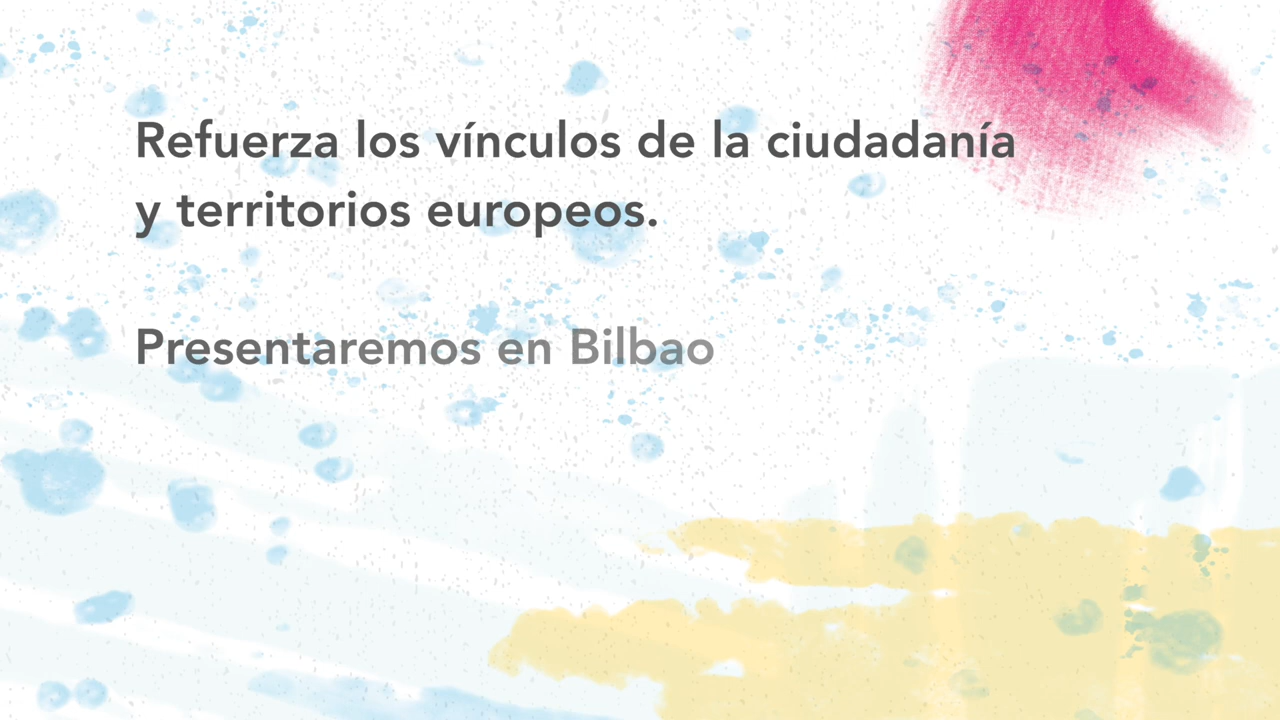 Refuerza los vínculos de la ciudadanía
y territorios europeos.
Presentaremos en Bilbao